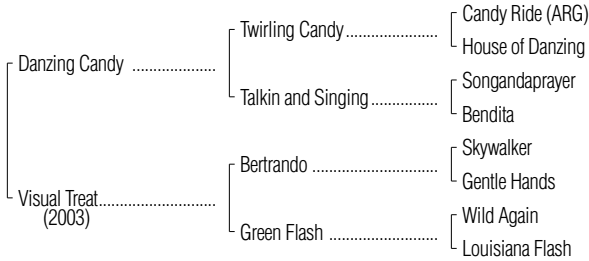 Candy Ride (ARG)
Twirling Candy....................
House of Danzing
Danzing Candy ..................
Songandaprayer
Talkin and Singing..............
Bendita
Skywalker
Bertrando ...........................
Gentle Hands
Visual Treat.........................
(2003)
Wild Again
Green Flash .......................
Louisiana Flash